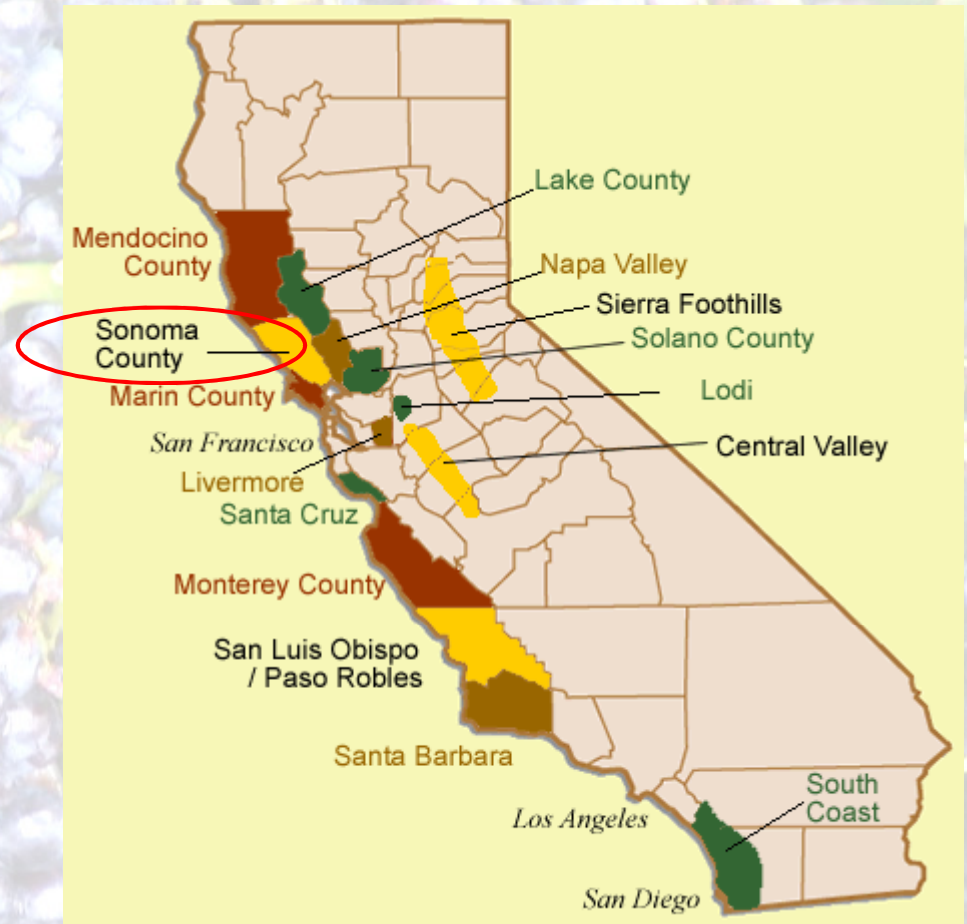 Lake County
Mendocino
County
Napa Valley
Sierra Foothills
Sonoma
County
Solano County
Marin County
Lodi
San Francisco
Central Valley
Livermore
Santa Cruz
Monterey County
San Luis Obispo
/ Paso Robles
Santa Barbara
South
Coast
Los Angeles
San Diego